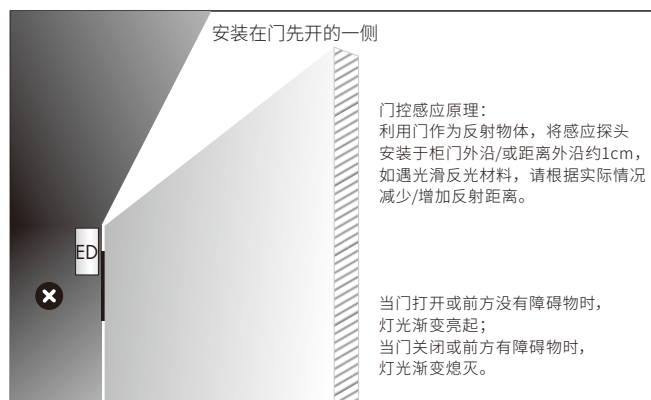 安装在门先开的一侧
门控感应原理：
利用门作为反射物体，将感应探头
安装于柜门外沿/或距离外沿约1cm，
如遇光滑反光材料，请根据实际情况
减少/增加反射距离。
ED
当门打开或前方没有障碍物时，
灯光渐变亮起；
当门关闭或前方有障碍物时，
灯光渐变熄灭。